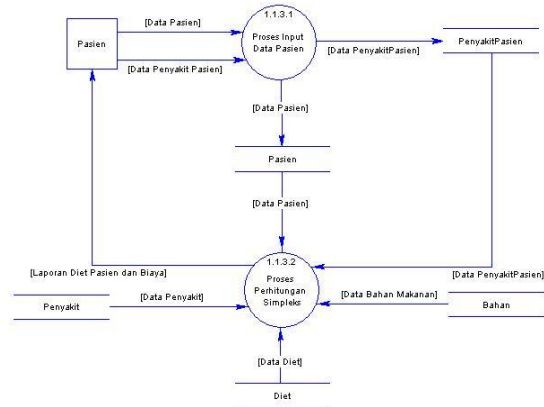 [Data Pasien]
1.1.3.1
Proses Input
Data Pasien
Pasien
[Data Penyakit Pasien]
[Data PenyakitPasien]
PenyakitPasien
[Data Pasien]
Pasien
[Data Pasien]
1.1.3.2
Proses
Perhitungan
Simpleks
[Laporan Diet Pasien dan Biaya]
[Data PenyakitPasien]
Penyakit
[Data Penyakit]
[Data Bahan Makanan]
Bahan
[Data Diet]
Diet